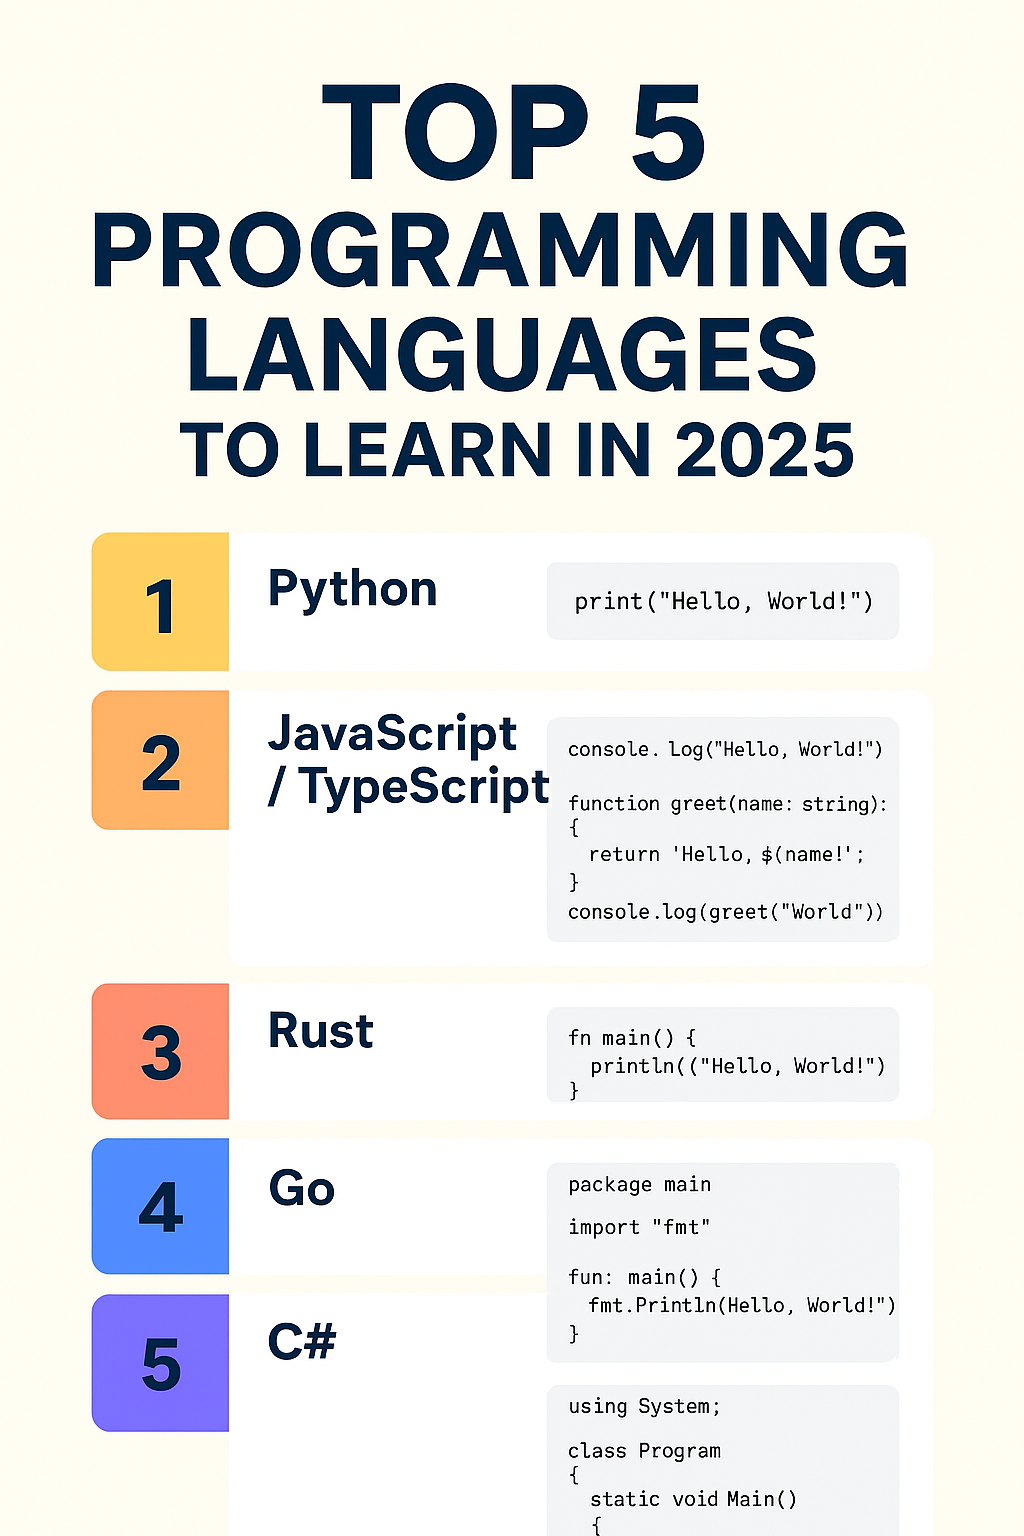 TOP 5
PROGRAMMING
LANGUAGES
TO LEARN IN 2025
1
Python
print("Hello, World!")
2
JavaScript
/ TypeScript
console. Log("Hello, World!")
function greet(name: string):
{
return 'Hello, $(name!';
}
console.log(greet("World"))
3
Rust
fn main() {
println(("Hello, World!")
}
4
Go
package main
import "fmt"
fun: main() {
fmt.Println(Hello, World!")
}
5
C#
using System;
class Program
{
static void Main()
{